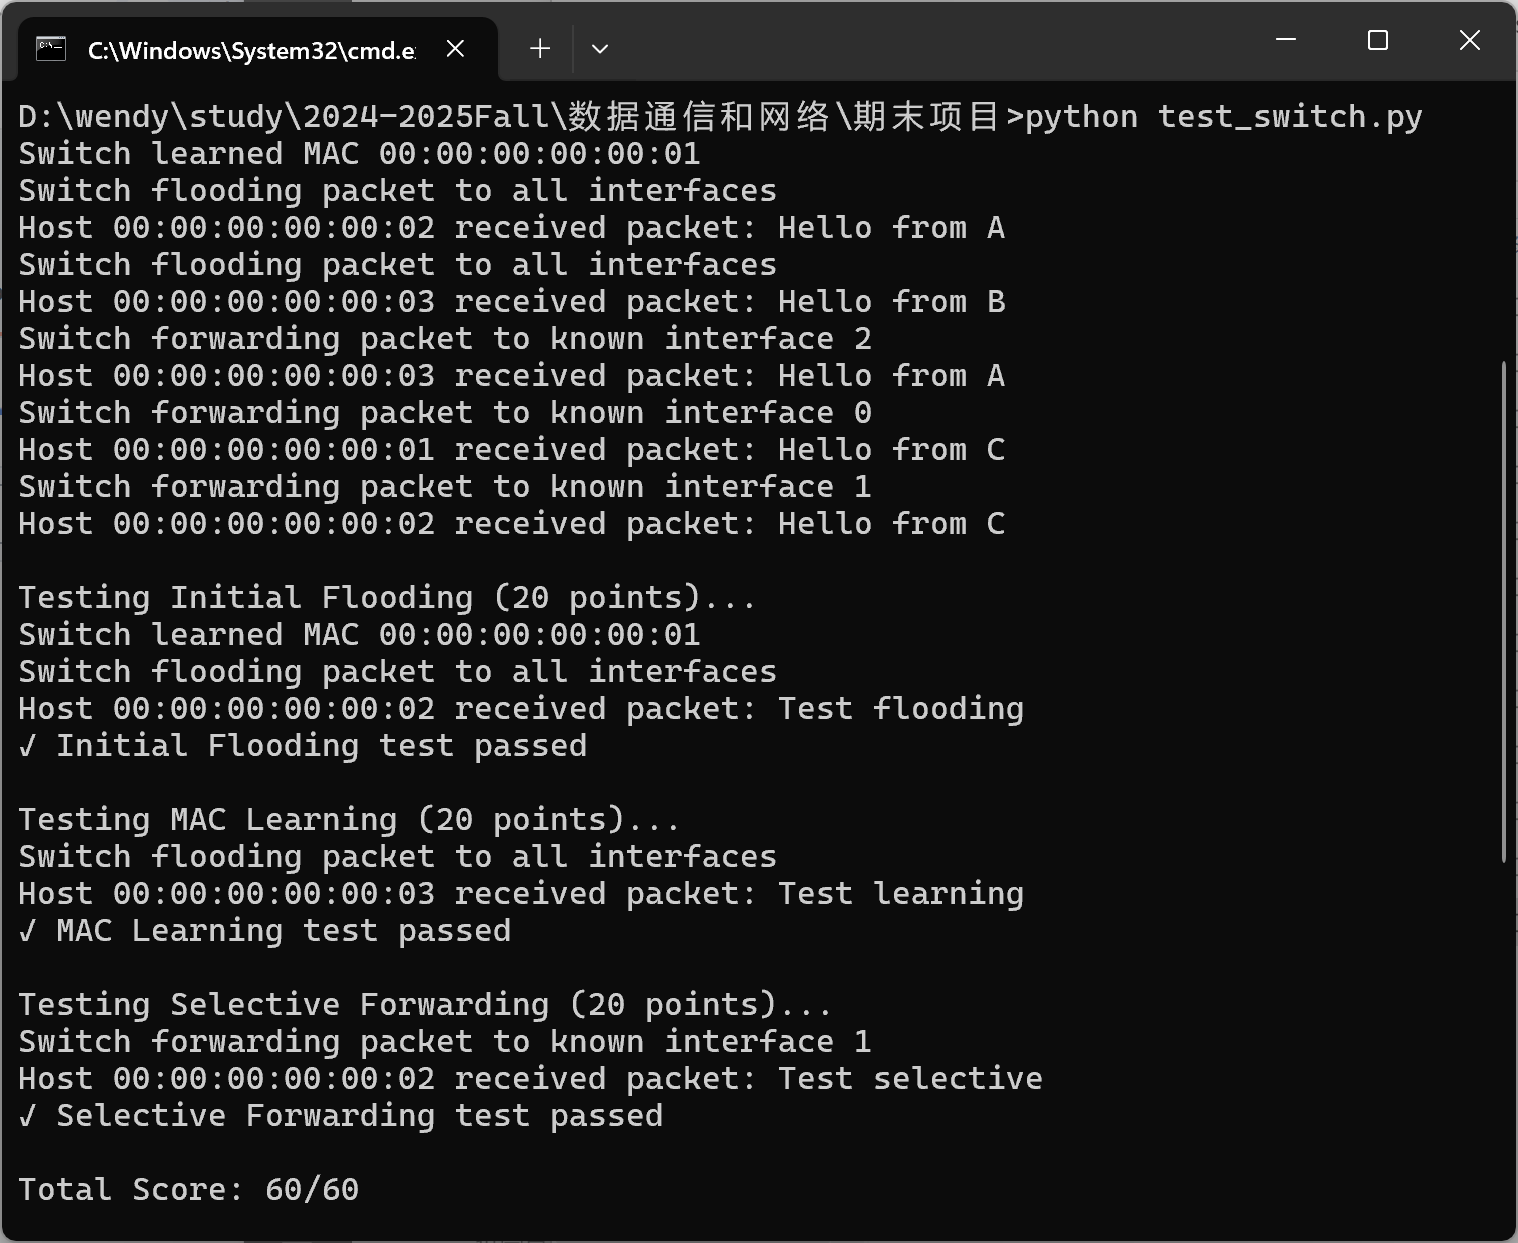 C:\Windows\System32\cmd.e
D:\wendy\study\2024-2025Fall\数据通信和网络\期末项目>python test_switch.py
Switch learned MAC 00:00:00:00:00:01
Switch flooding packet to all interfaces
Host 00:00:00:00:00:02 received packet: Hello from A
Switch flooding packet to all interfaces
Host 00:00:00:00:00:03 received packet: Hello from B
Switch forwarding packet to known interface 2
Host 00:00:00:00:00:03 received packet: Hello from A
Switch forwarding packet to known interface 0
Host 00:00:00:00:00:01 received packet: Hello from C
Switch forwarding packet to known interface 1
Host 00:00:00:00:00:02 received packet: Hello from C
Testing Initial Flooding (20 points)...
Switch learned MAC 00:00:00:00:00:01
Switch flooding packet to all interfaces
Host 00:00:00:00:00:02 received packet: Test flooding
✓ Initial Flooding test passed
Testing MAC Learning (20 points)...
Switch flooding packet to all interfaces
Host 00:00:00:00:00:03 received packet: Test learning
✓ MAC Learning test passed
Testing Selective Forwarding (20 points)...
Switch forwarding packet to known interface 1
Host 00:00:00:00:00:02 received packet: Test selective
✓ Selective Forwarding test passed
Total Score: 60/60